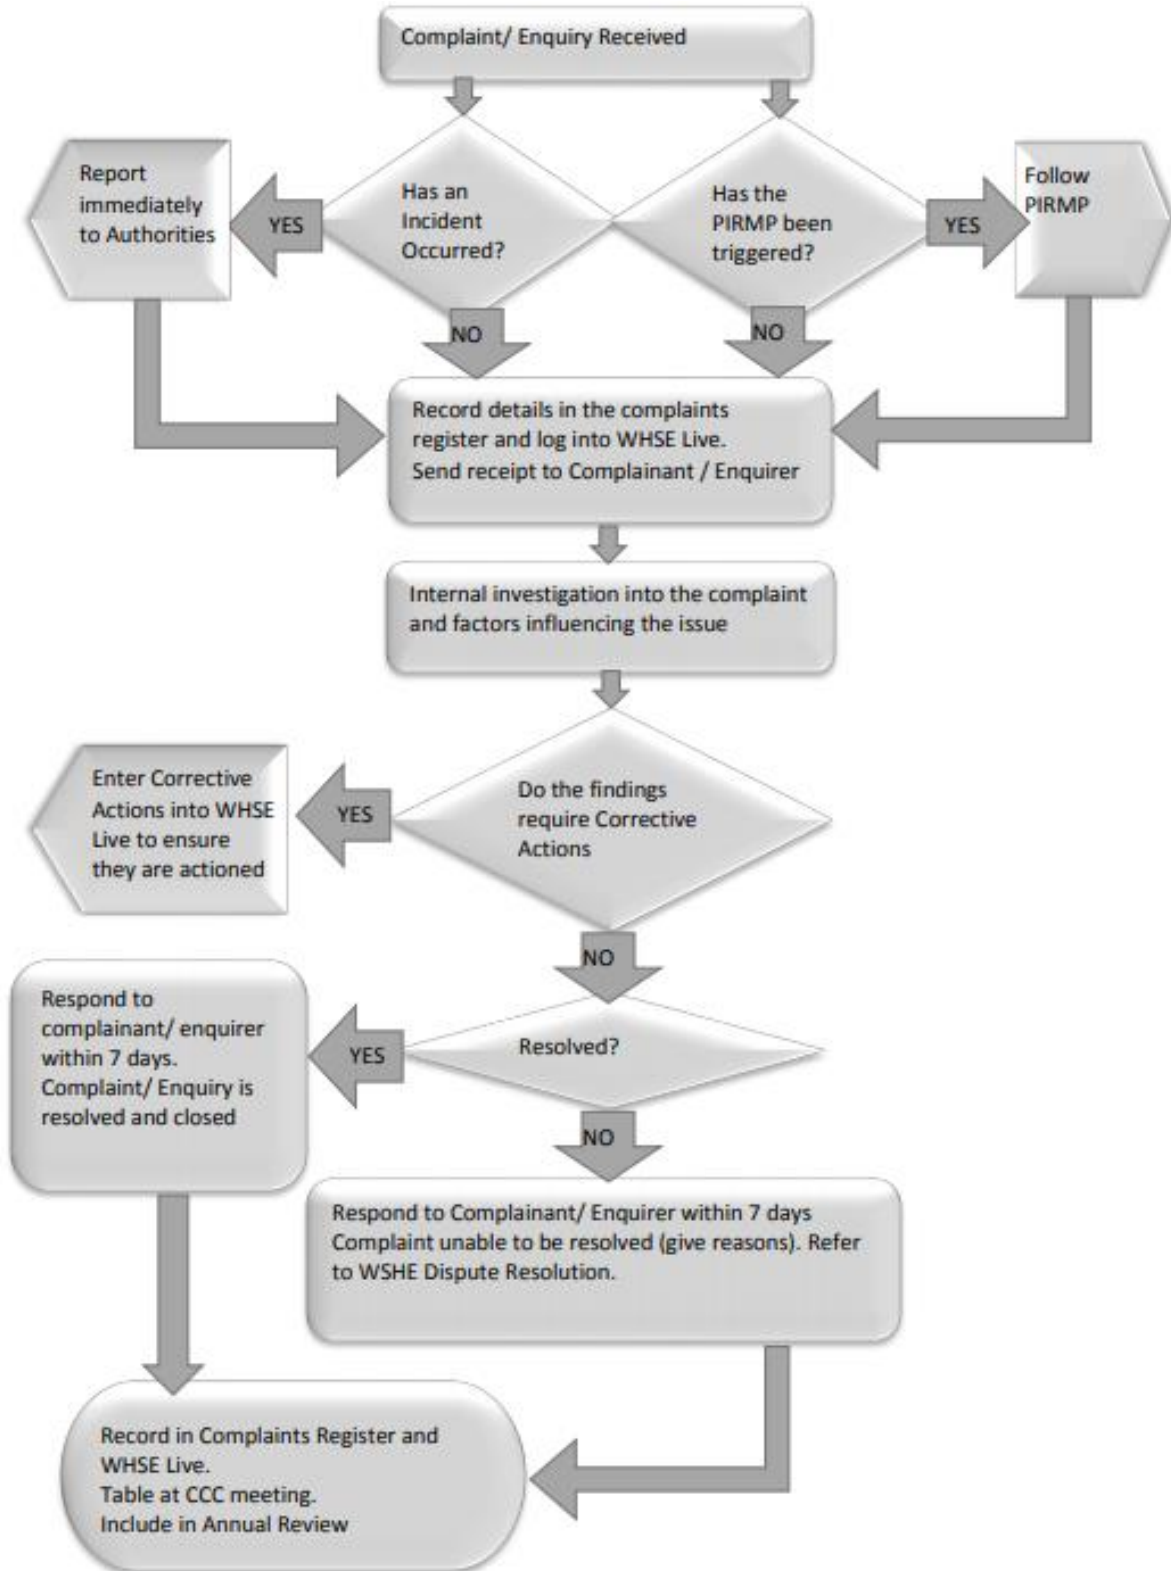 Complaint/ Enquiry Received
Report
immediately
to Authorities
YES
Has an
Incident
Occurred?
Has the
PIRMP been
triggered?
YES
Follow
PIRMP
NO
NO
Record details in the complaints
register and log into WHSE Live.
Send receipt to Complainant / Enquirer
Internal investigation into the complaint
and factors influencing the issue
Enter Corrective
Actions into WHSE
Live to ensure
they are actioned
YES
Do the findings
require Corrective
Actions
NO
Respond to
complainant/ enquirer
within 7 days.
Complaint/ Enquiry is
resolved and closed
YES
Resolved?
NO
Respond to Complainant/ Enquirer within 7 days
Complaint unable to be resolved (give reasons). Refer
to WSHE Dispute Resolution.
Record in Complaints Register and
WHSE Live.
Table at CCC meeting.
Include in Annual Review